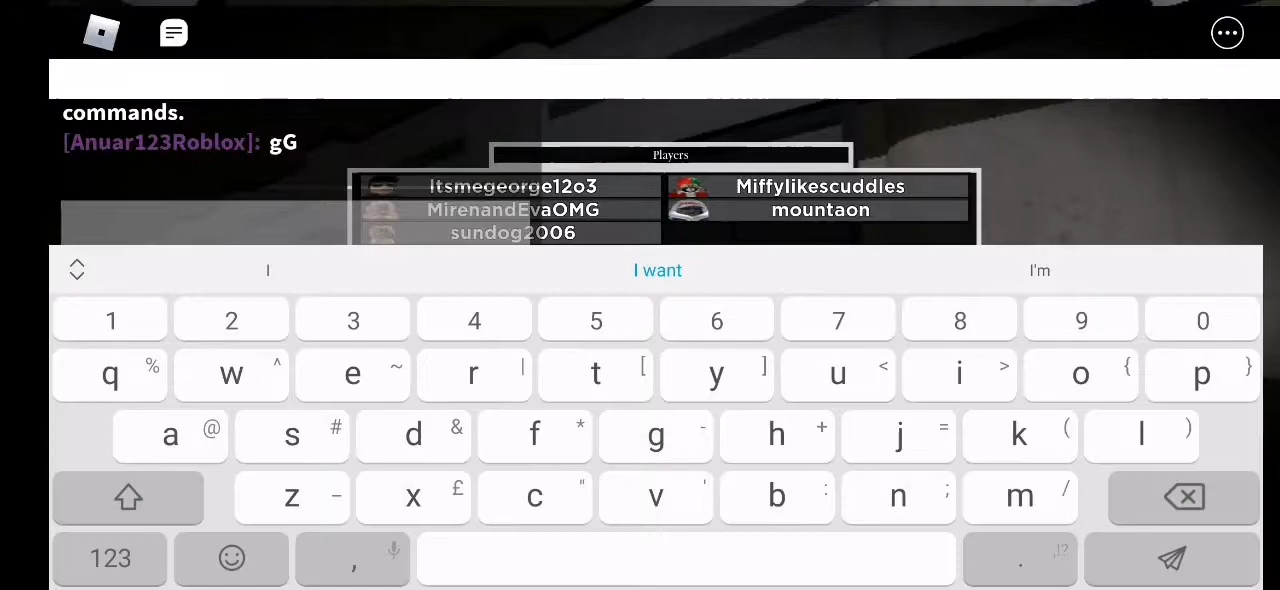 commands.
[Anuar123Roblox]: gG
Players
Itsmegeorge12o3 Miffylikescuddles
MirenandEvaOMG mountaon
sundog2006
I I want I'm
1 2 3 4 5 6 7 8 9 0
q % w ^ e ~ r | t [ y ] u < i > o { p }
a @ s # d & f * g - h + j = k ( l )
z _ x £ c " v ' b : n ; m /
123 , . ,!?